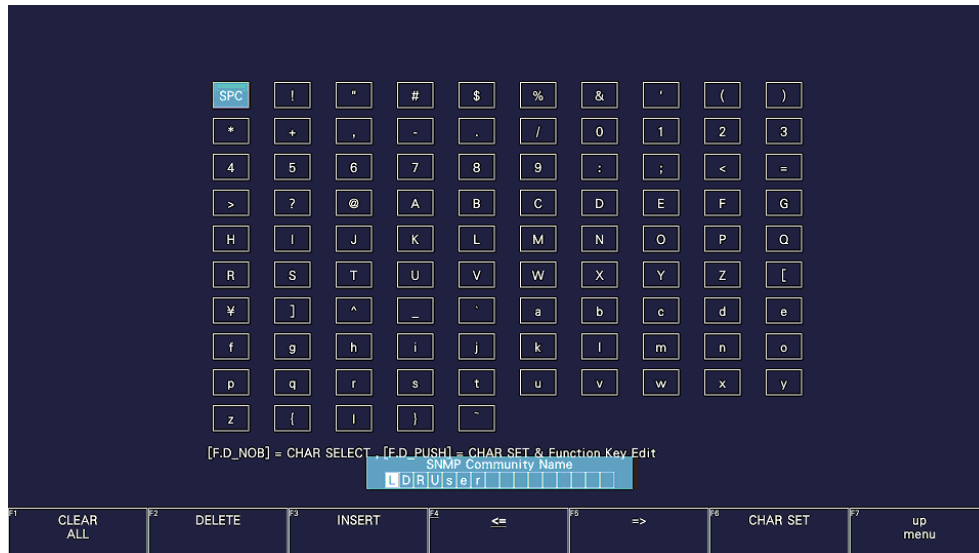 SPC ! " # $ % & ' ( )
* + , - . / 0 1 2 3
4 5 6 7 8 9 : ; < =
> ? @ A B C D E F G
H I J K L M N O P Q
R S T U V W X Y Z [
¥ ] ^ _ ` a b c d e
f g h i j k l m n o
p q r s t u v w x y
z { | } ~
[F.D_NOB] = CHAR SELECT , [F.D_PUSH] = CHAR SET & Function Key Edit
SNMP Community Name
LDRUser
F1 CLEAR ALL
F2 DELETE
F3 INSERT
F4 <=
F5 =>
F6 CHAR SET
F7 up menu